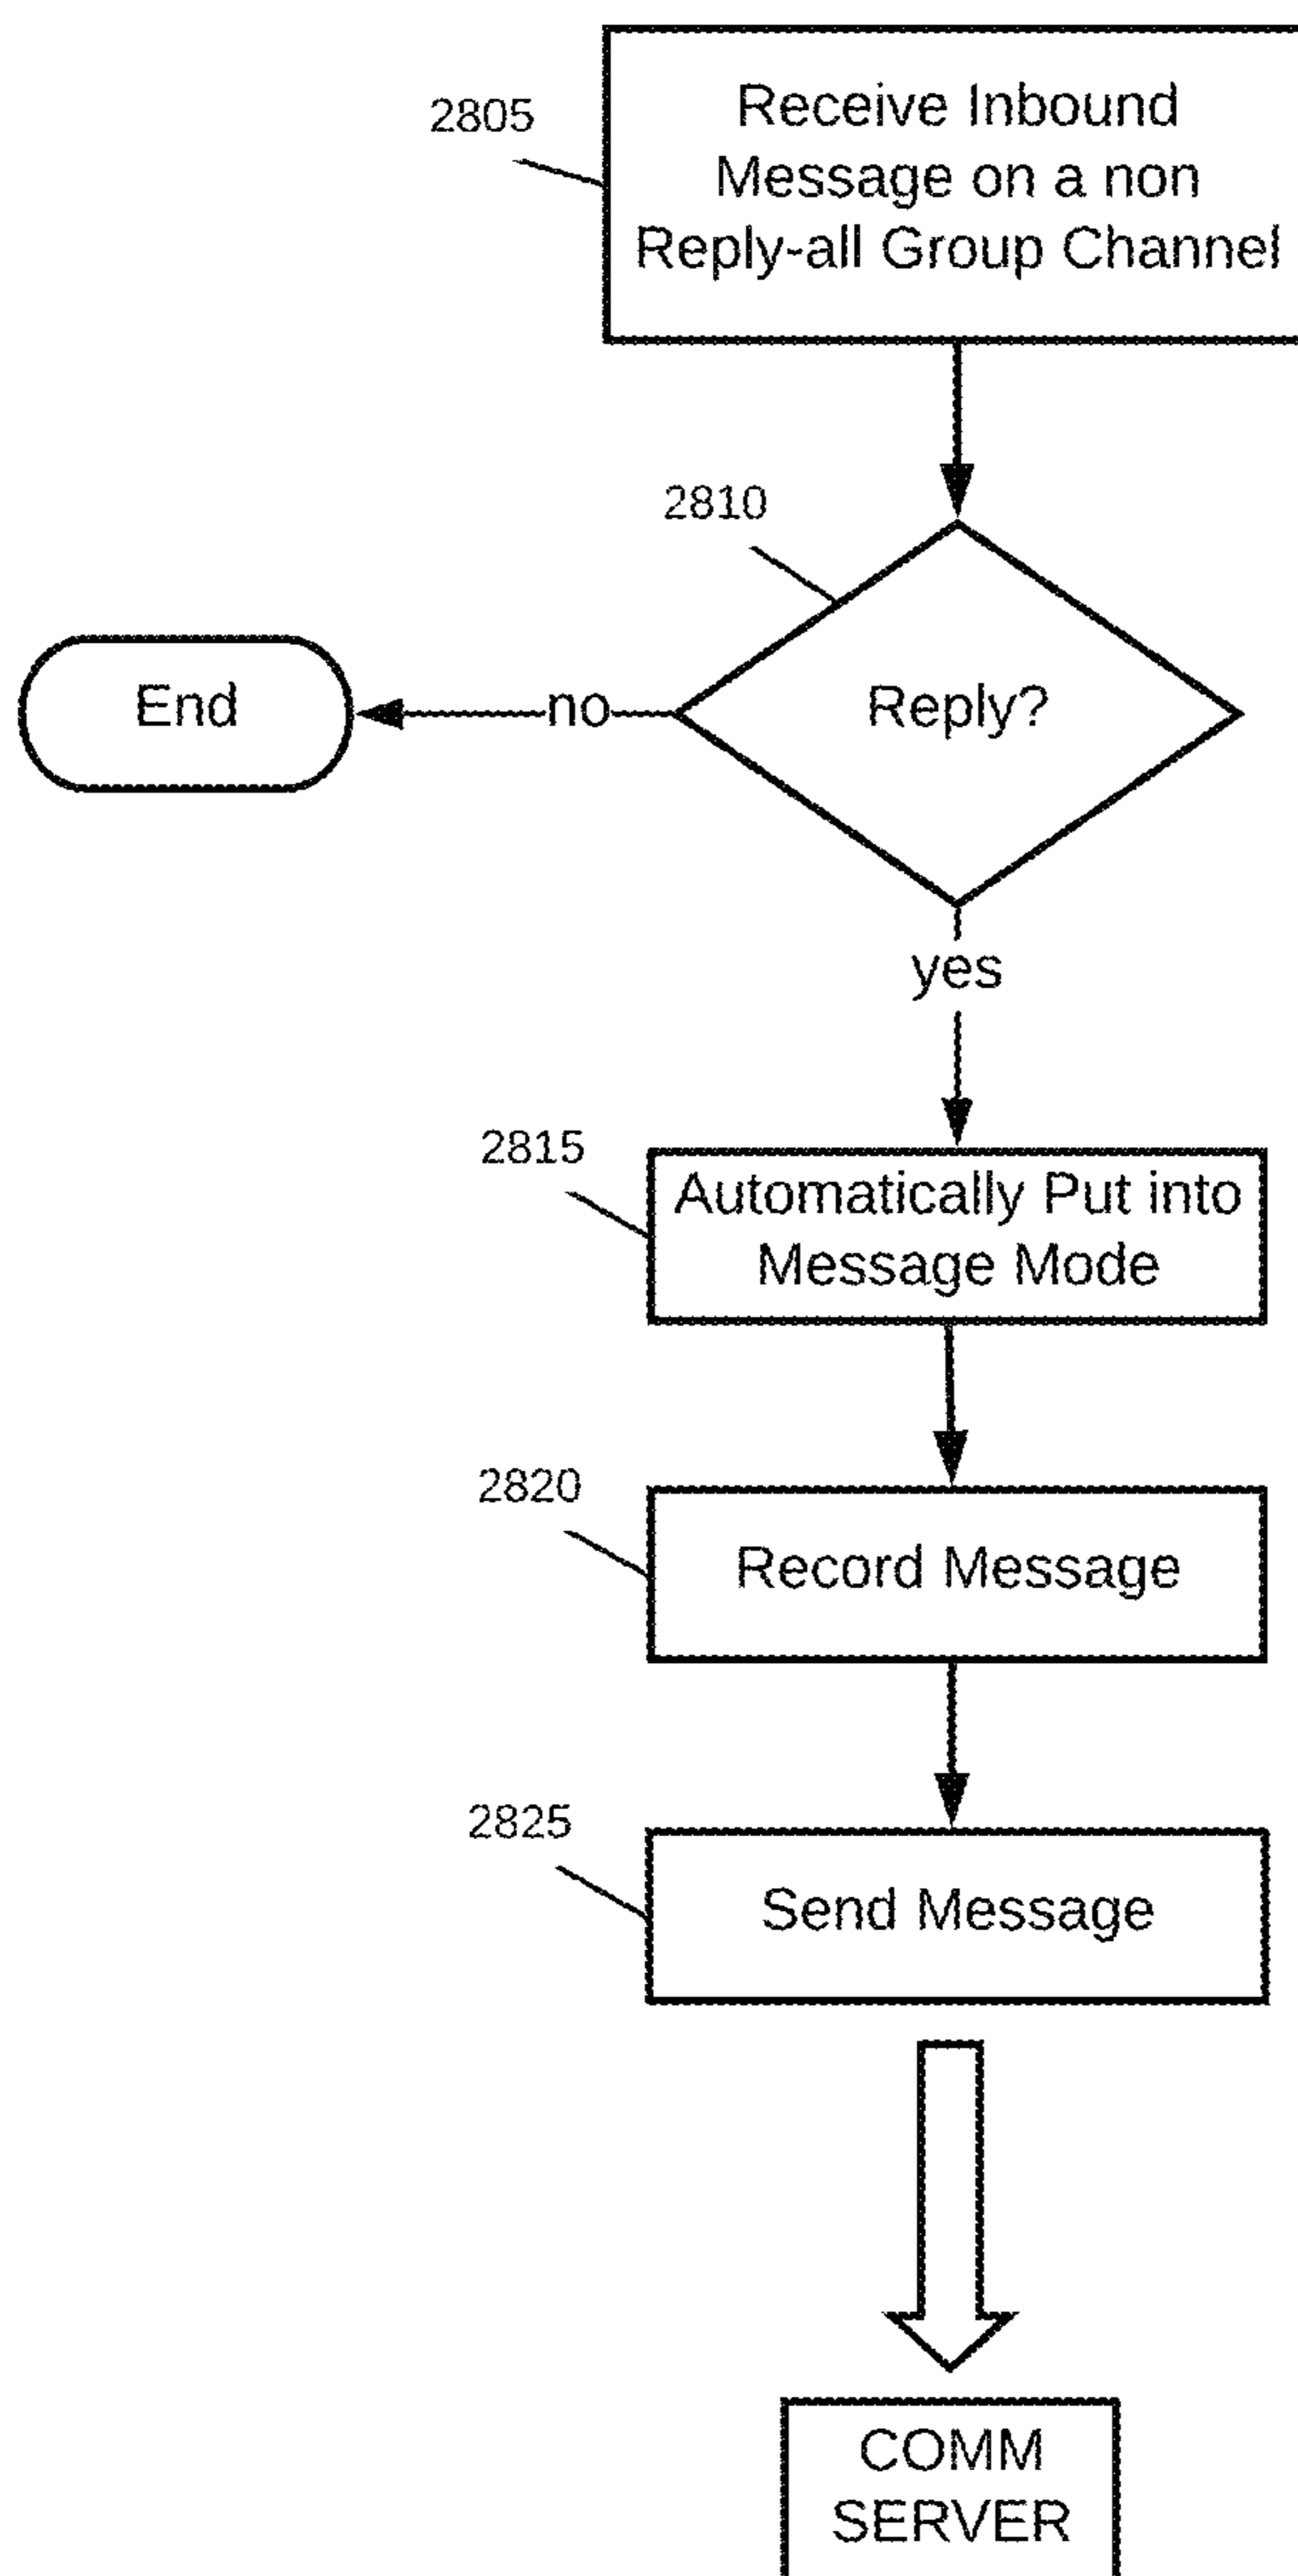 2805
Receive Inbound
Message on a non
Reply-all Group Channel
2810
Reply?
no
End
yes
2815
Automatically Put into
Message Mode
2820
Record Message
2825
Send Message
COMM
SERVER